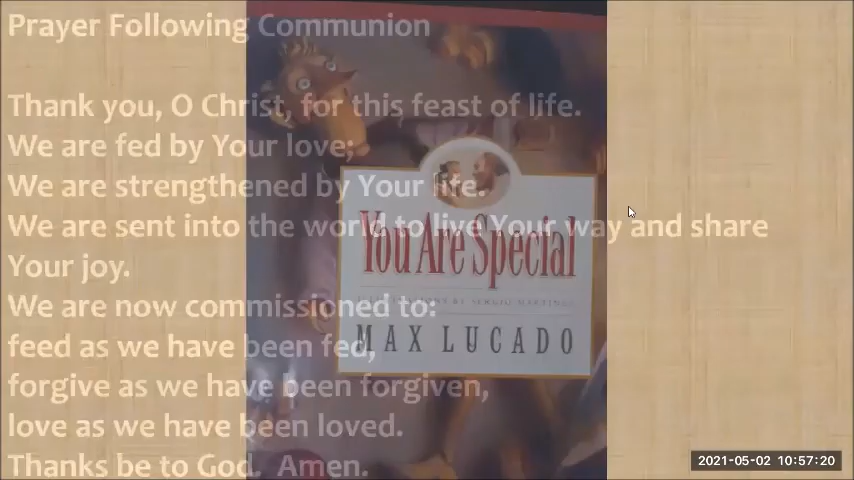 Prayer Following Communion
Thank you, O Christ, for this feast of life.
We are fed by Your love;
We are strengthened by Your life.
We are sent into the world to live Your way and share
Your joy.
We are now commissioned to:
feed as we have been fed,
forgive as we have been forgiven,
love as we have been loved.
Thanks be to God. Amen.
You Are Special
ILLUSTRATIONS BY SERGIO MARTINEZ
MAX LUCADO
2021-05-02 10:57:20